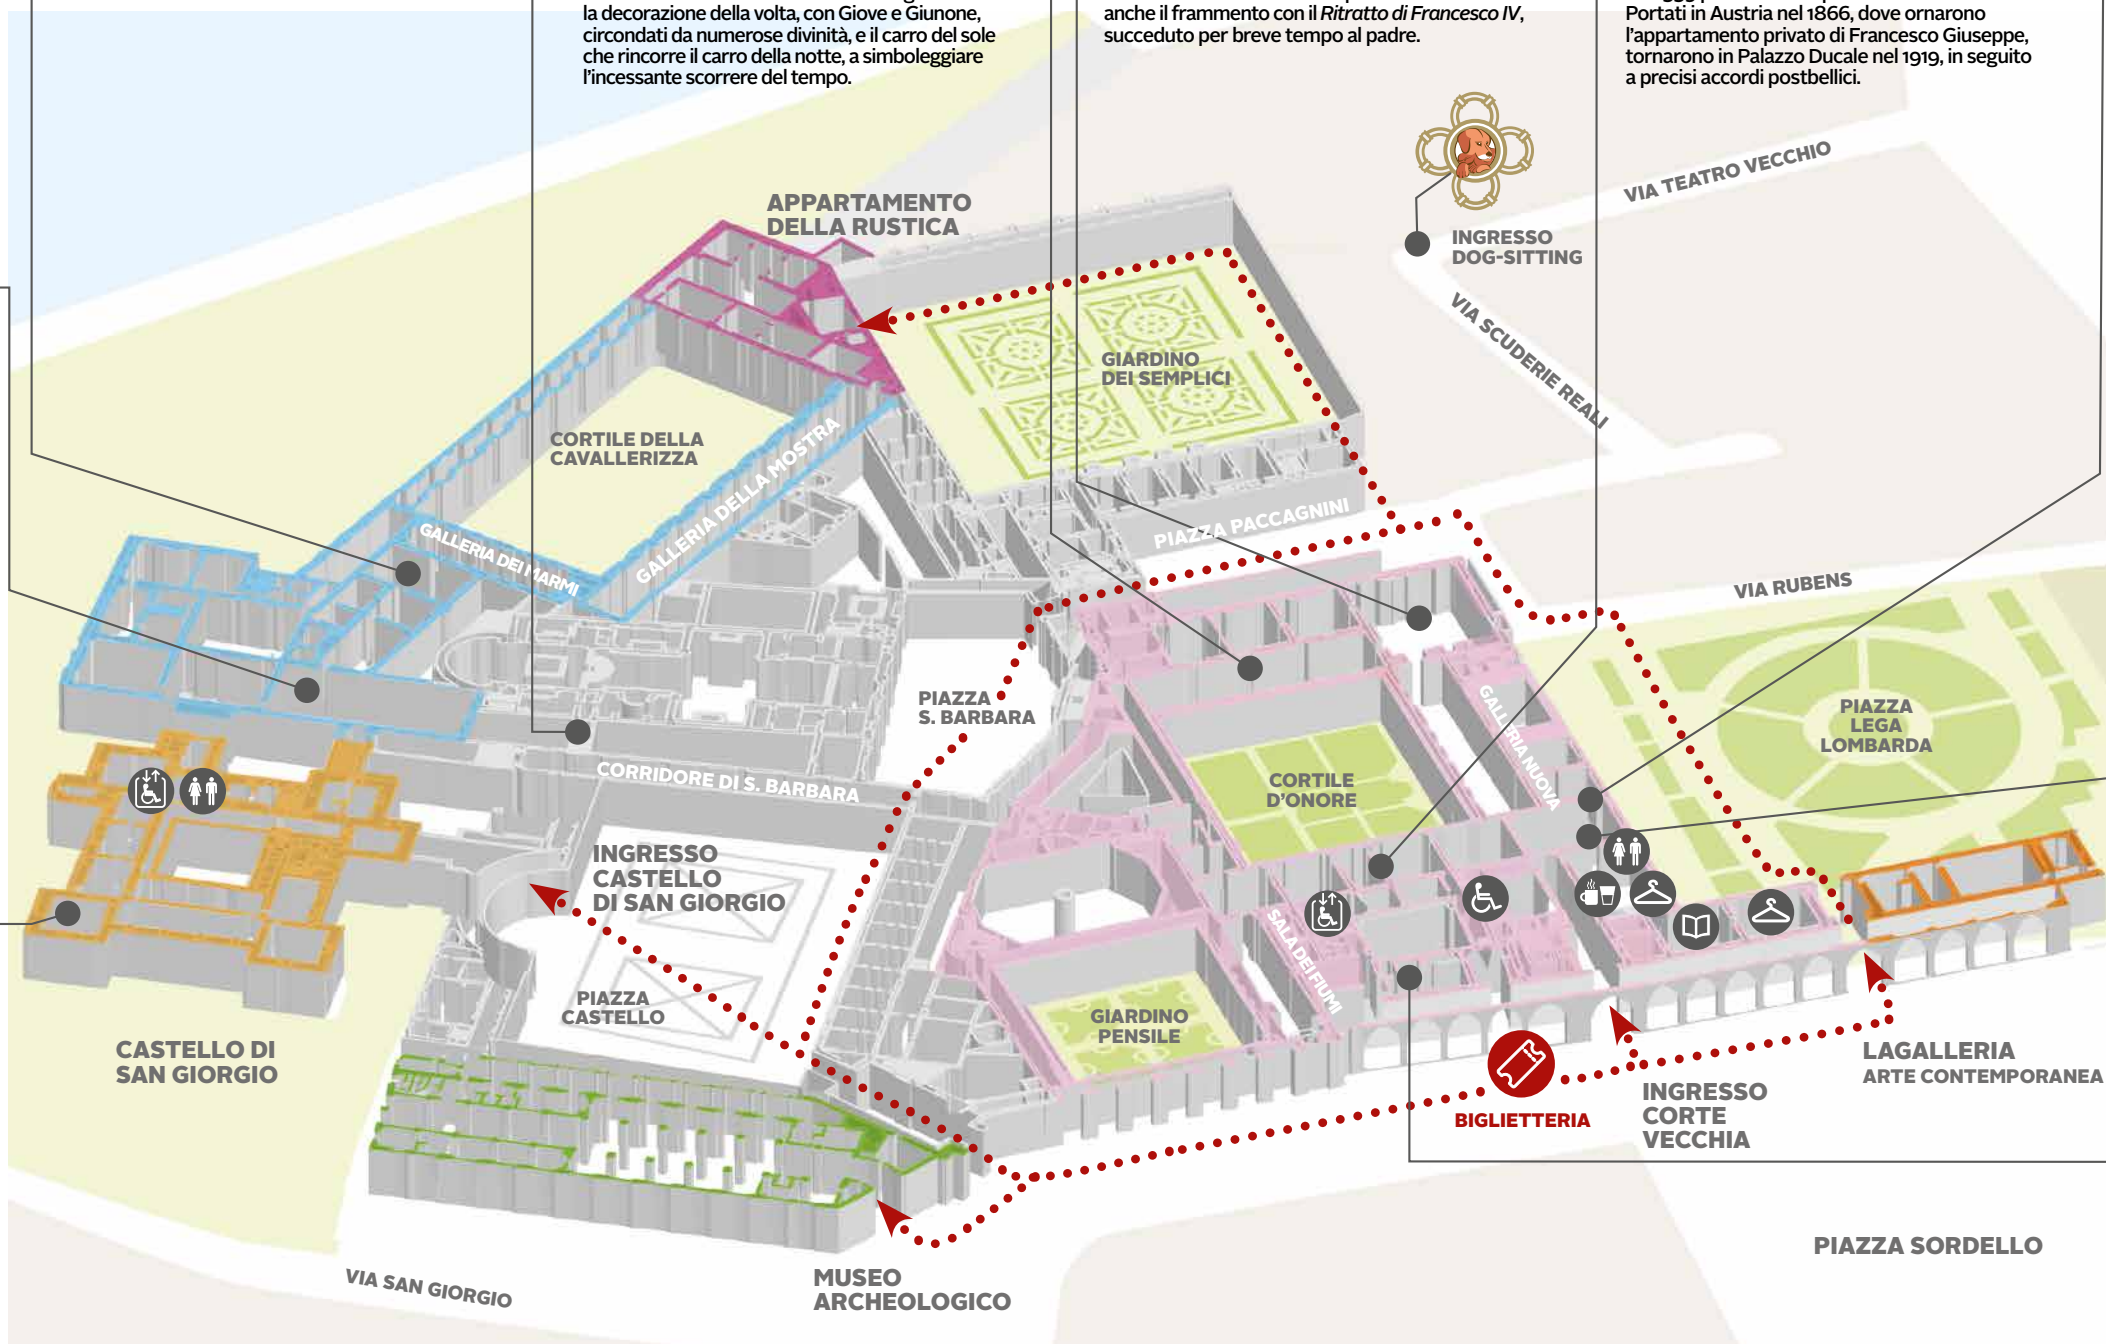 la decorazione della volta, con Giove e Giunone,
circondati da numerose divinità, e il carro del sole
che rincorre il carro della notte, a simboleggiare
l'incessante scorrere del tempo.
anche il frammento con il Ritratto di Francesco IV,
succeduto per breve tempo al padre.
Portati in Austria nel 1866, dove ornarono
l'appartamento privato di Francesco Giuseppe,
tornarono in Palazzo Ducale nel 1919, in seguito
a precisi accordi postbellici.
VIA TEATRO VECCHIO
APPARTAMENTO
DELLA RUSTICA
INGRESSO
DOG-SITTING
VIA SCUDERIE REALI
GIARDINO
DEI SEMPLICI
CORTILE DELLA
CAVALLERIZZA
GALLERIA DELLA MOSTRA
GALLERIA DEI MARMI
PIAZZA PACCAGNINI
VIA RUBENS
PIAZZA
S. BARBARA
GALLERIA NUOVA
PIAZZA
LEGA
LOMBARDA
CORRIDORE DI S. BARBARA
CORTILE
D'ONORE
INGRESSO
CASTELLO
DI SAN GIORGIO
SALA DEI FIUMI
PIAZZA
CASTELLO
GIARDINO
PENSILE
CASTELLO DI
SAN GIORGIO
LAGALLERIA
ARTE CONTEMPORANEA
BIGLIETTERIA
INGRESSO
CORTE
VECCHIA
PIAZZA SORDELLO
VIA SAN GIORGIO
MUSEO
ARCHEOLOGICO